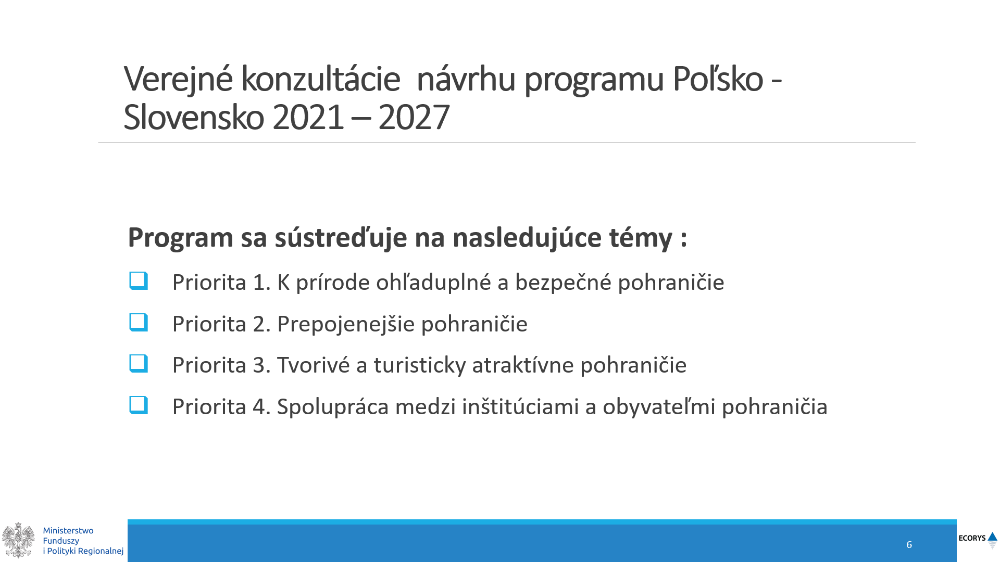 Verejné konzultácie  návrhu programu Poľsko -
Slovensko 2021 – 2027
Program sa sústreďuje na nasledujúce témy :
Priorita 1. K prírode ohľaduplné a bezpečné pohraničie
Priorita 2. Prepojenejšie pohraničie
Priorita 3. Tvorivé a turisticky atraktívne pohraničie
Priorita 4. Spolupráca medzi inštitúciami a obyvateľmi pohraničia
Ministerstwo
Funduszy
i Polityki Regionalnej
6
ECORYS